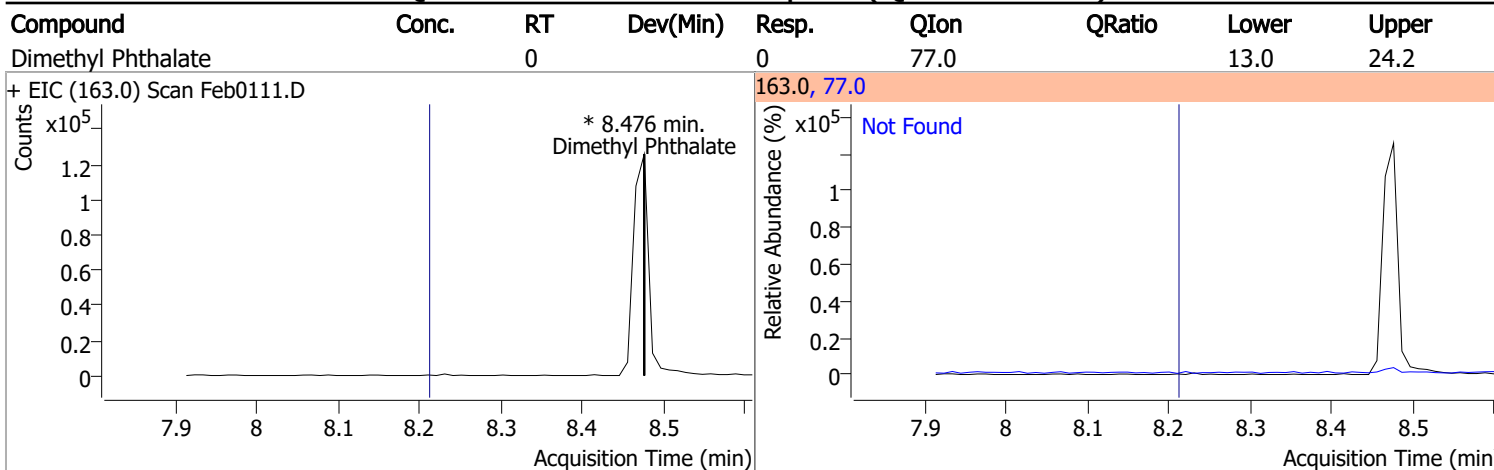 Compound Conc. RT Dev(Min) Resp. QIon QRatio Lower Upper
Dimethyl Phthalate 0 0 77.0 13.0 24.2
+ EIC (163.0) Scan Feb0111.D
Counts
x10⁵
* 8.476 min.
Dimethyl Phthalate
1.2
1
0.8
0.6
0.4
0.2
0
7.9 8 8.1 8.2 8.3 8.4 8.5
Acquisition Time (min)
163.0, 77.0
Relative Abundance (%)
x10⁵
Not Found
1
0.8
0.6
0.4
0.2
0
7.9 8 8.1 8.2 8.3 8.4 8.5
Acquisition Time (min